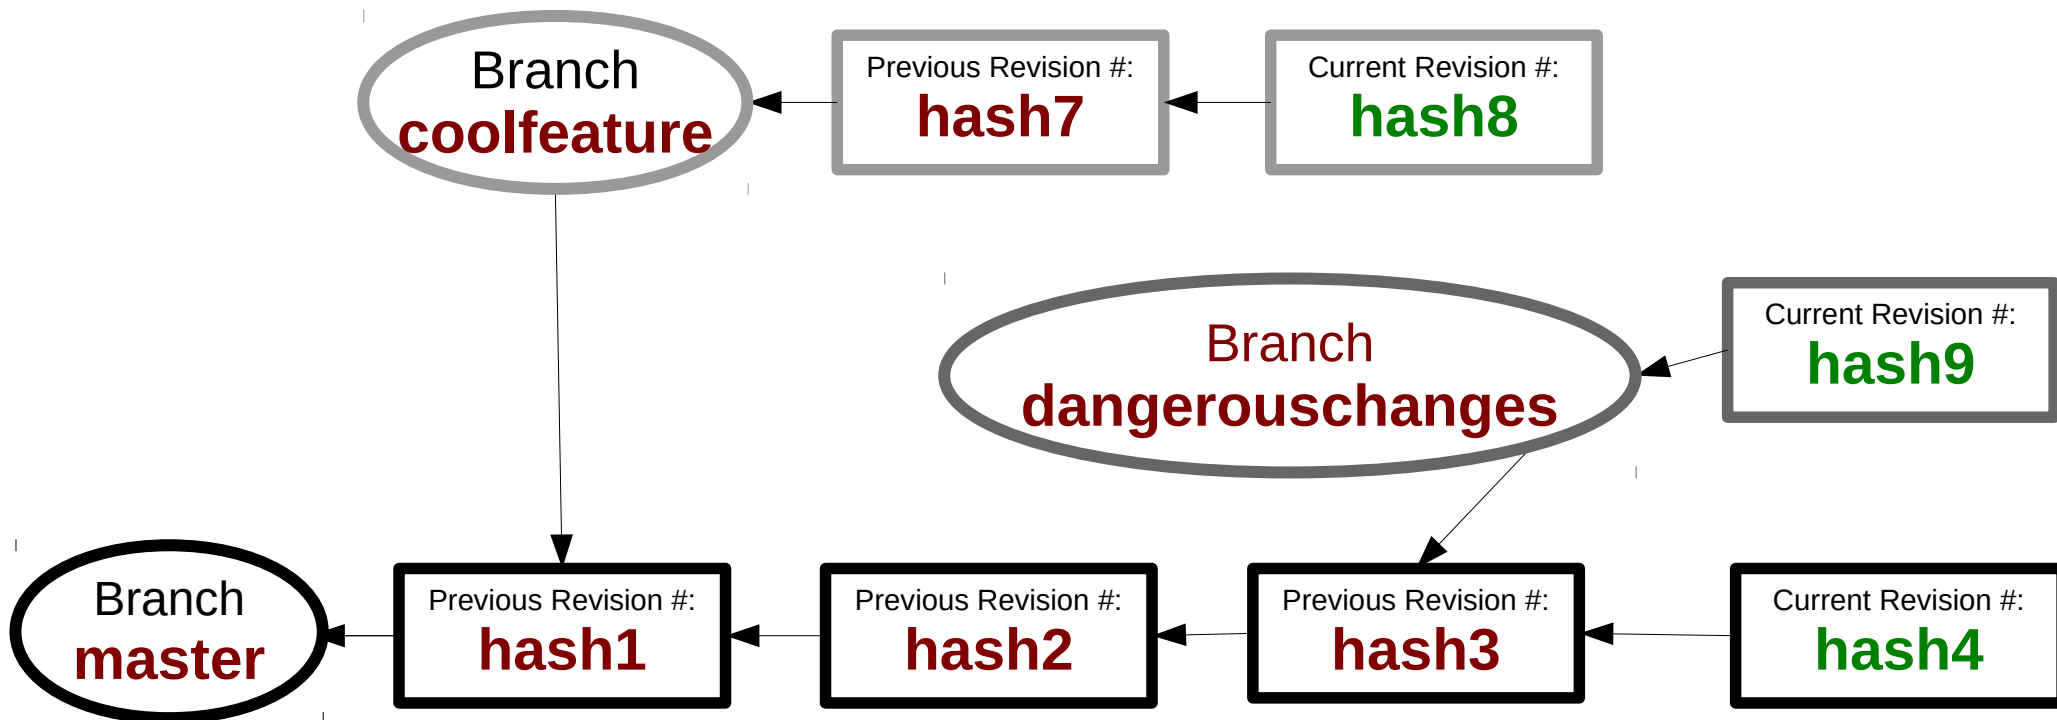 Branch
coolfeature
Previous Revision #:
hash7
Current Revision #:
hash8
Branch
dangerouschanges
Current Revision #:
hash9
Branch
master
Previous Revision #:
hash1
Previous Revision #:
hash2
Previous Revision #:
hash3
Current Revision #:
hash4